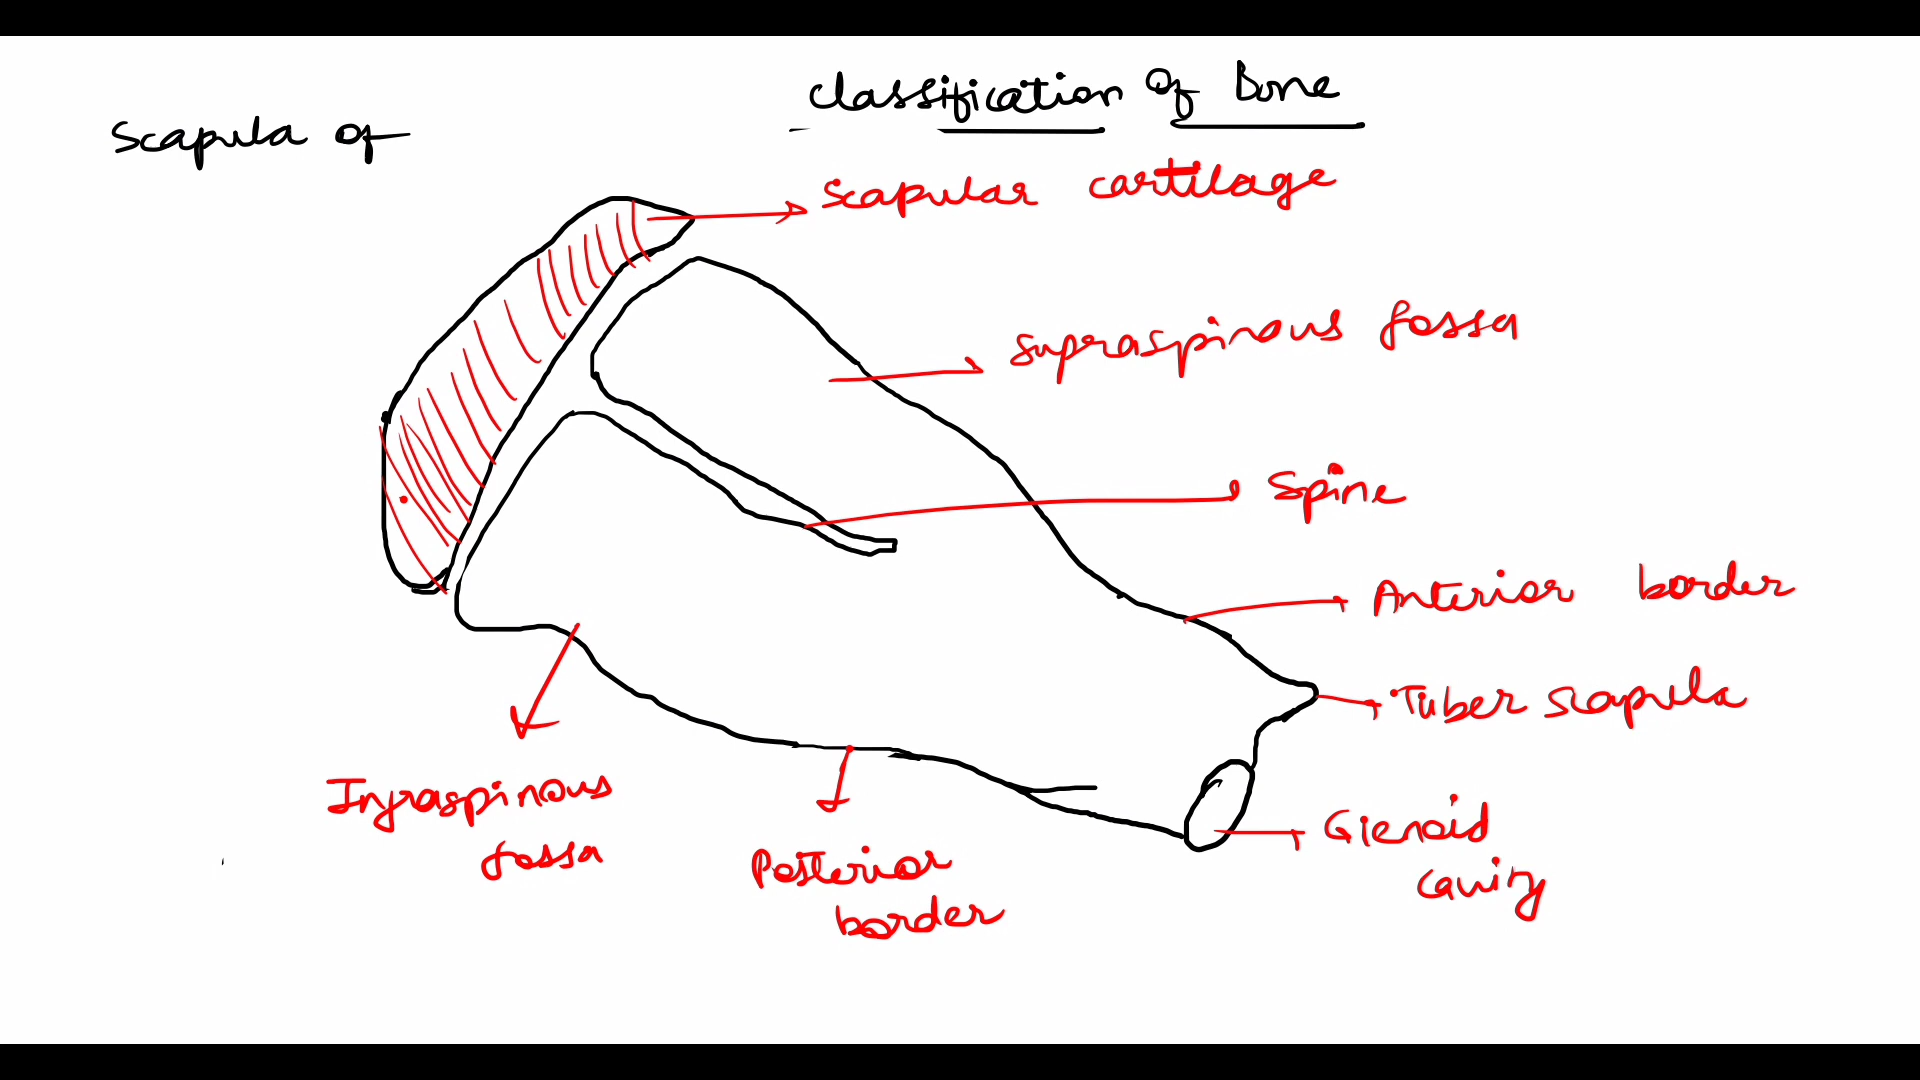 Classification of Bone
Scapula of
Scapular cartilage
Supraspinous fossa
Spine
Anterior border
Tuber scapula
Infraspinous
fossa
Glenoid
cavity
Posterior
border